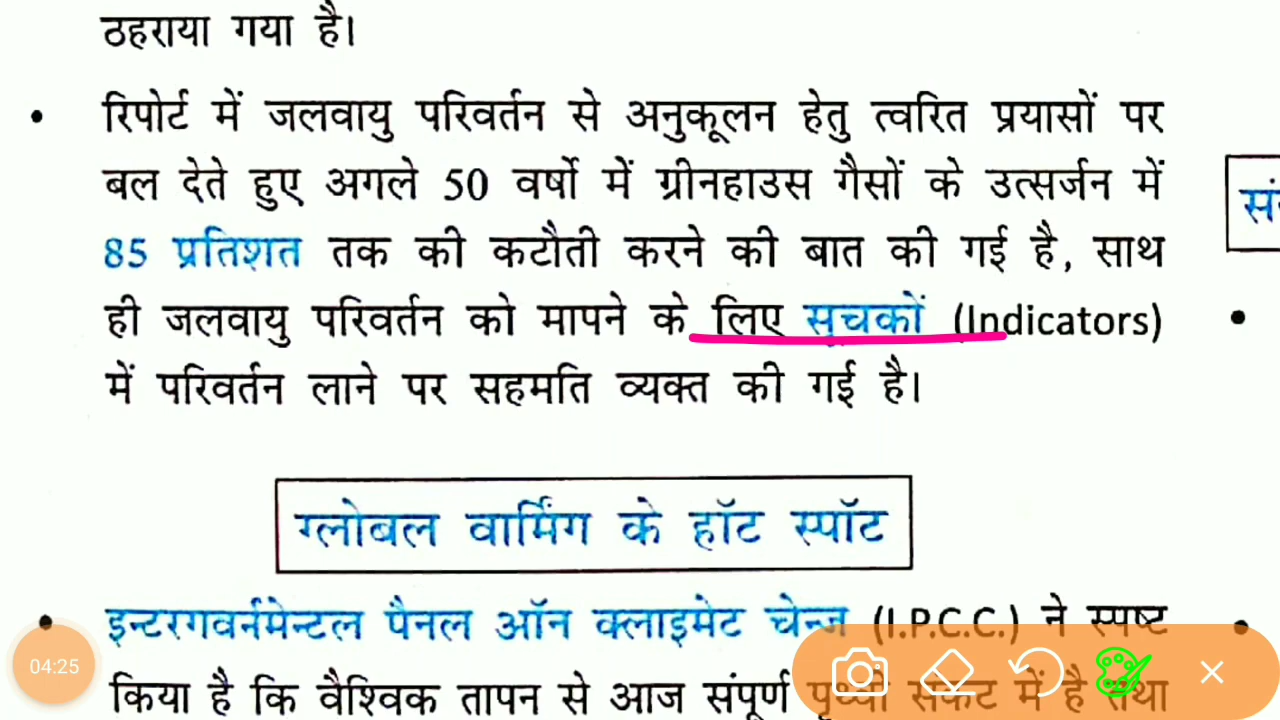 ठहराया गया है।
• रिपोर्ट में जलवायु परिवर्तन से अनुकूलन हेतु त्वरित प्रयासों पर
बल देते हुए अगले 50 वर्षो में ग्रीनहाउस गैसों के उत्सर्जन में
85 प्रतिशत तक की कटौती करने की बात की गई है, साथ
ही जलवायु परिवर्तन को मापने के लिए सूचकों (Indicators)
में परिवर्तन लाने पर सहमति व्यक्त की गई है।
ग्लोबल वार्मिंग के हॉट स्पॉट
• इन्टरगवर्नमेन्टल पैनल ऑन क्लाइमेट चेन्ज (I.P.C.C.) ने स्पष्ट
किया है कि वैश्विक तापन से आज संपूर्ण पृथ्वी संकट में है तथा
04:25